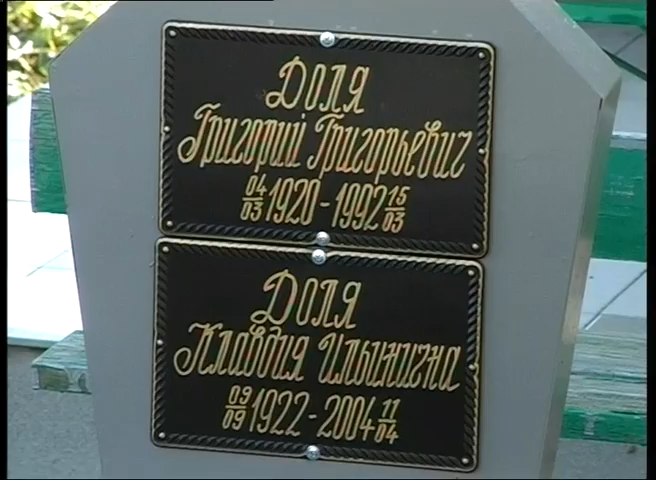 Доля
Григорий Григорьевич
04/03 1920 - 1992 15/03
Доля
Клавдия Ильинична
09/09 1922 - 2004 11/04